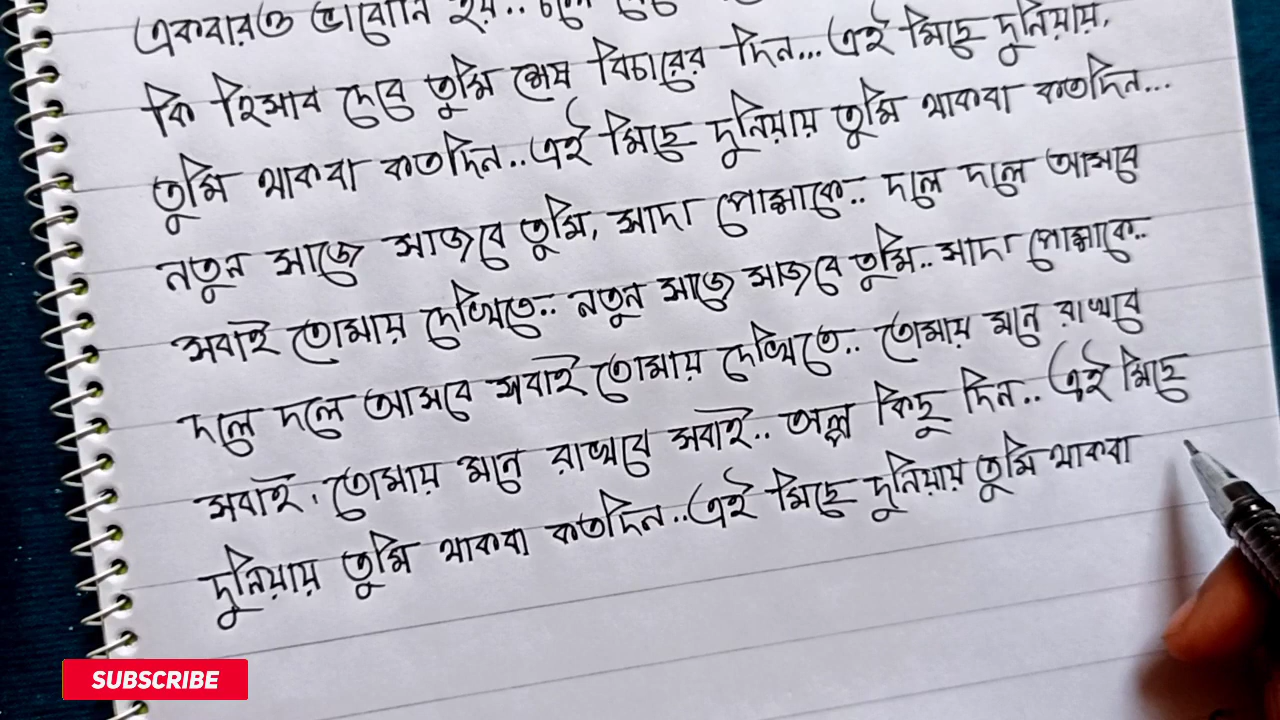 একবারও ভাবোনি হয়..
কি হিসাব দেবে তুমি শেষ বিচারের দিন... এই মিছে দুনিয়ায়,
তুমি থাকবা কতদিন.. এই মিছে দুনিয়ায় তুমি থাকবা কতদিন...
নতুন সাজে সাজবে তুমি, সাদা পোষাকে.. দলে দলে আসবে
সবাই তোমায় দেখিতে.. নতুন সাজে সাজবে তুমি.. সাদা পোষাকে..
দলে দলে আসবে সবাই তোমায় দেখিতে.. তোমায় মনে রাখবে
সবাই, তোমায় মনে রাখবে সবাই.. অল্প কিছু দিন.. এই মিছে
দুনিয়ায় তুমি থাকবা কতদিন.. এই মিছে দুনিয়ায় তুমি থাকবা
SUBSCRIBE